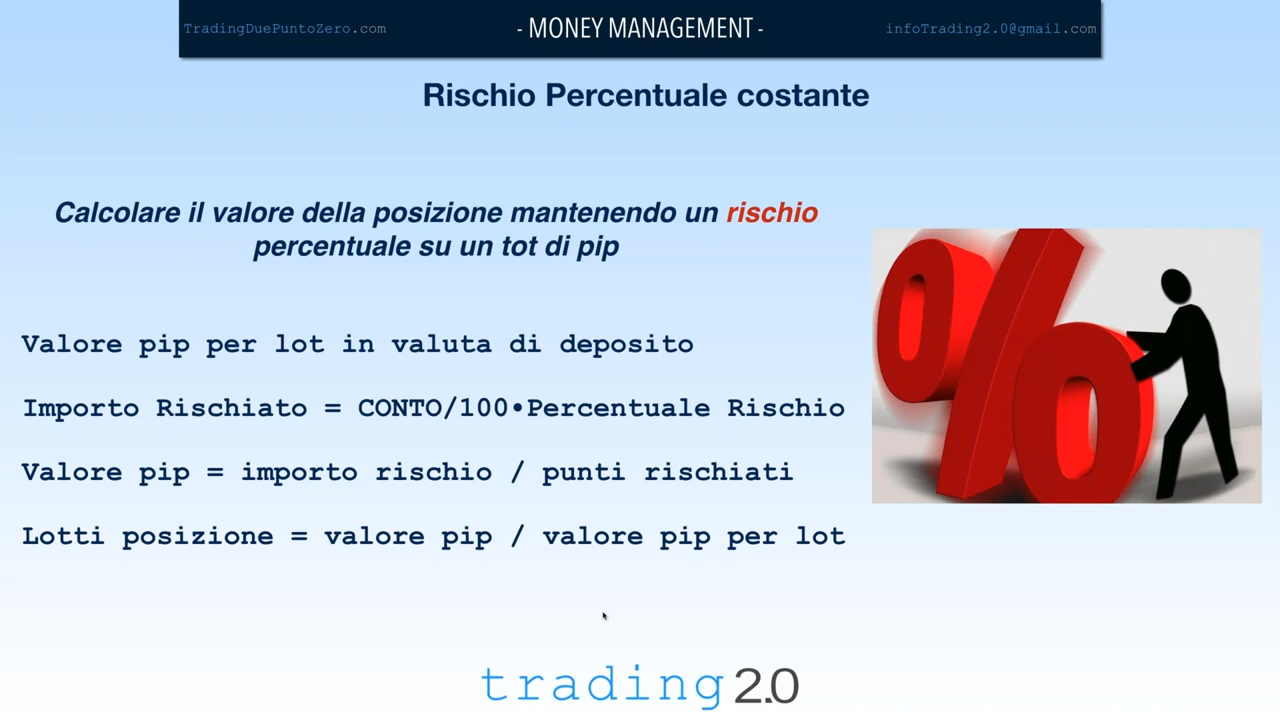 TradingDuePuntoZero.com
- MONEY MANAGEMENT -
infoTrading2.0@gmail.com
Rischio Percentuale costante
Calcolare il valore della posizione mantenendo un rischio
percentuale su un tot di pip
Valore pip per lot in valuta di deposito
Importo Rischiato = CONTO/100•Percentuale Rischio
Valore pip = importo rischio / punti rischiati
Lotti posizione = valore pip / valore pip per lot
%
trading 2.0